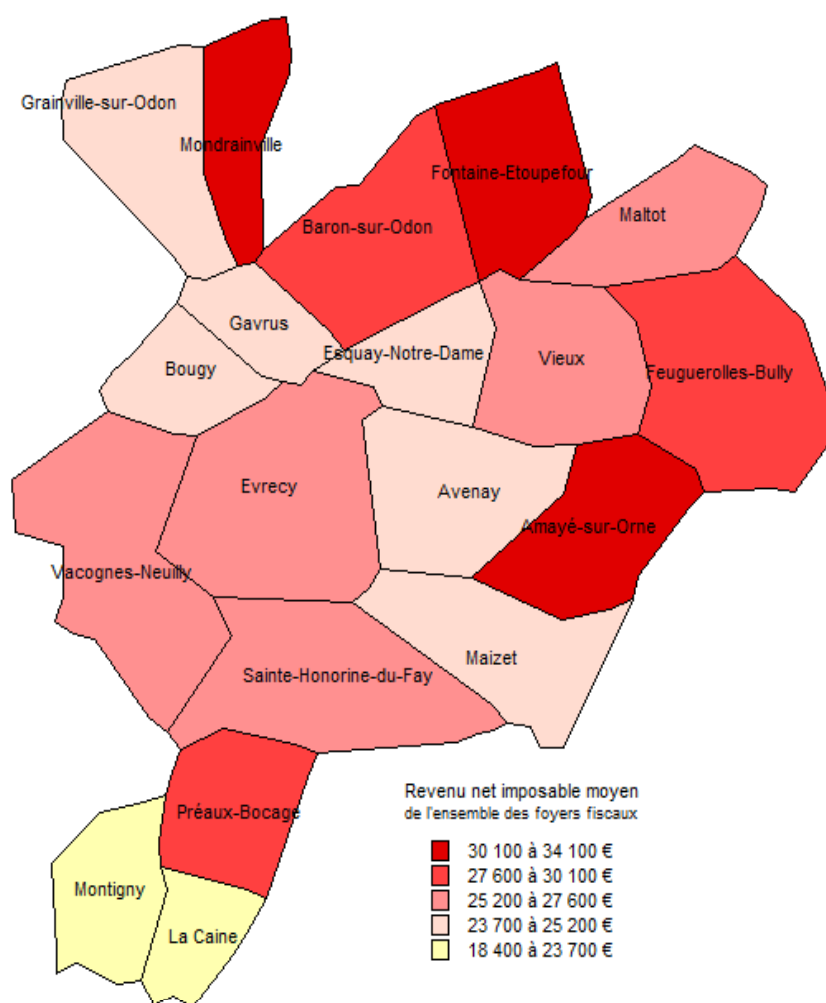 Grainville-sur-Odon
Mondrainville
Fontaine-Etoupefour
Maltot
Baron-sur-Odon
Gavrus
Esquay-Notre-Dame
Vieux
Bougy
Feuguerolles-Bully
Evrecy
Avenay
Amayé-sur-Orne
Vacognes-Neuilly
Maizet
Sainte-Honorine-du-Fay
Préaux-Bocage
Montigny
La Caine
Revenu net imposable moyen
de l'ensemble des foyers fiscaux
30 100 à 34 100 €
27 600 à 30 100 €
25 200 à 27 600 €
23 700 à 25 200 €
18 400 à 23 700 €